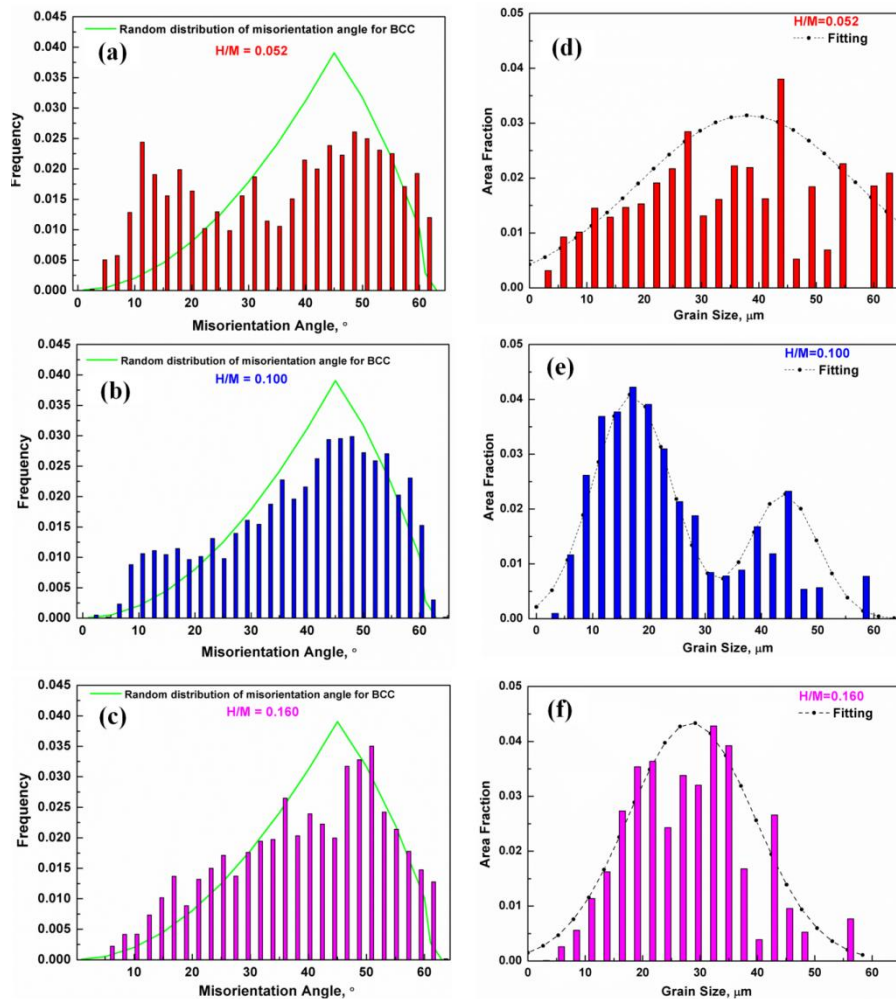 (a)
Random distribution of misorientation angle for BCC
H/M = 0.052
0.045
0.040
0.035
0.030
0.025
0.020
0.015
0.010
0.005
0.000
Frequency
0 10 20 30 40 50 60
Misorientation Angle, °
(d)
H/M=0.052
Fitting
0.05
0.04
0.03
0.02
0.01
0.00
Area Fraction
0 10 20 30 40 50 60
Grain Size, μm
(b)
Random distribution of misorientation angle for BCC
H/M = 0.100
0.045
0.040
0.035
0.030
0.025
0.020
0.015
0.010
0.005
0.000
Frequency
0 10 20 30 40 50 60
Misorientation Angle, °
(e)
H/M=0.100
Fitting
0.05
0.04
0.03
0.02
0.01
0.00
Area Fraction
0 10 20 30 40 50 60
Grain Size, μm
(c)
Random distribution of misorientation angle for BCC
H/M = 0.160
0.045
0.040
0.035
0.030
0.025
0.020
0.015
0.010
0.005
0.000
Frequency
0 10 20 30 40 50 60
Misorientation Angle, °
(f)
H/M=0.160
Fitting
0.05
0.04
0.03
0.02
0.01
0.00
Area Fraction
0 10 20 30 40 50 60
Grain Size, μm